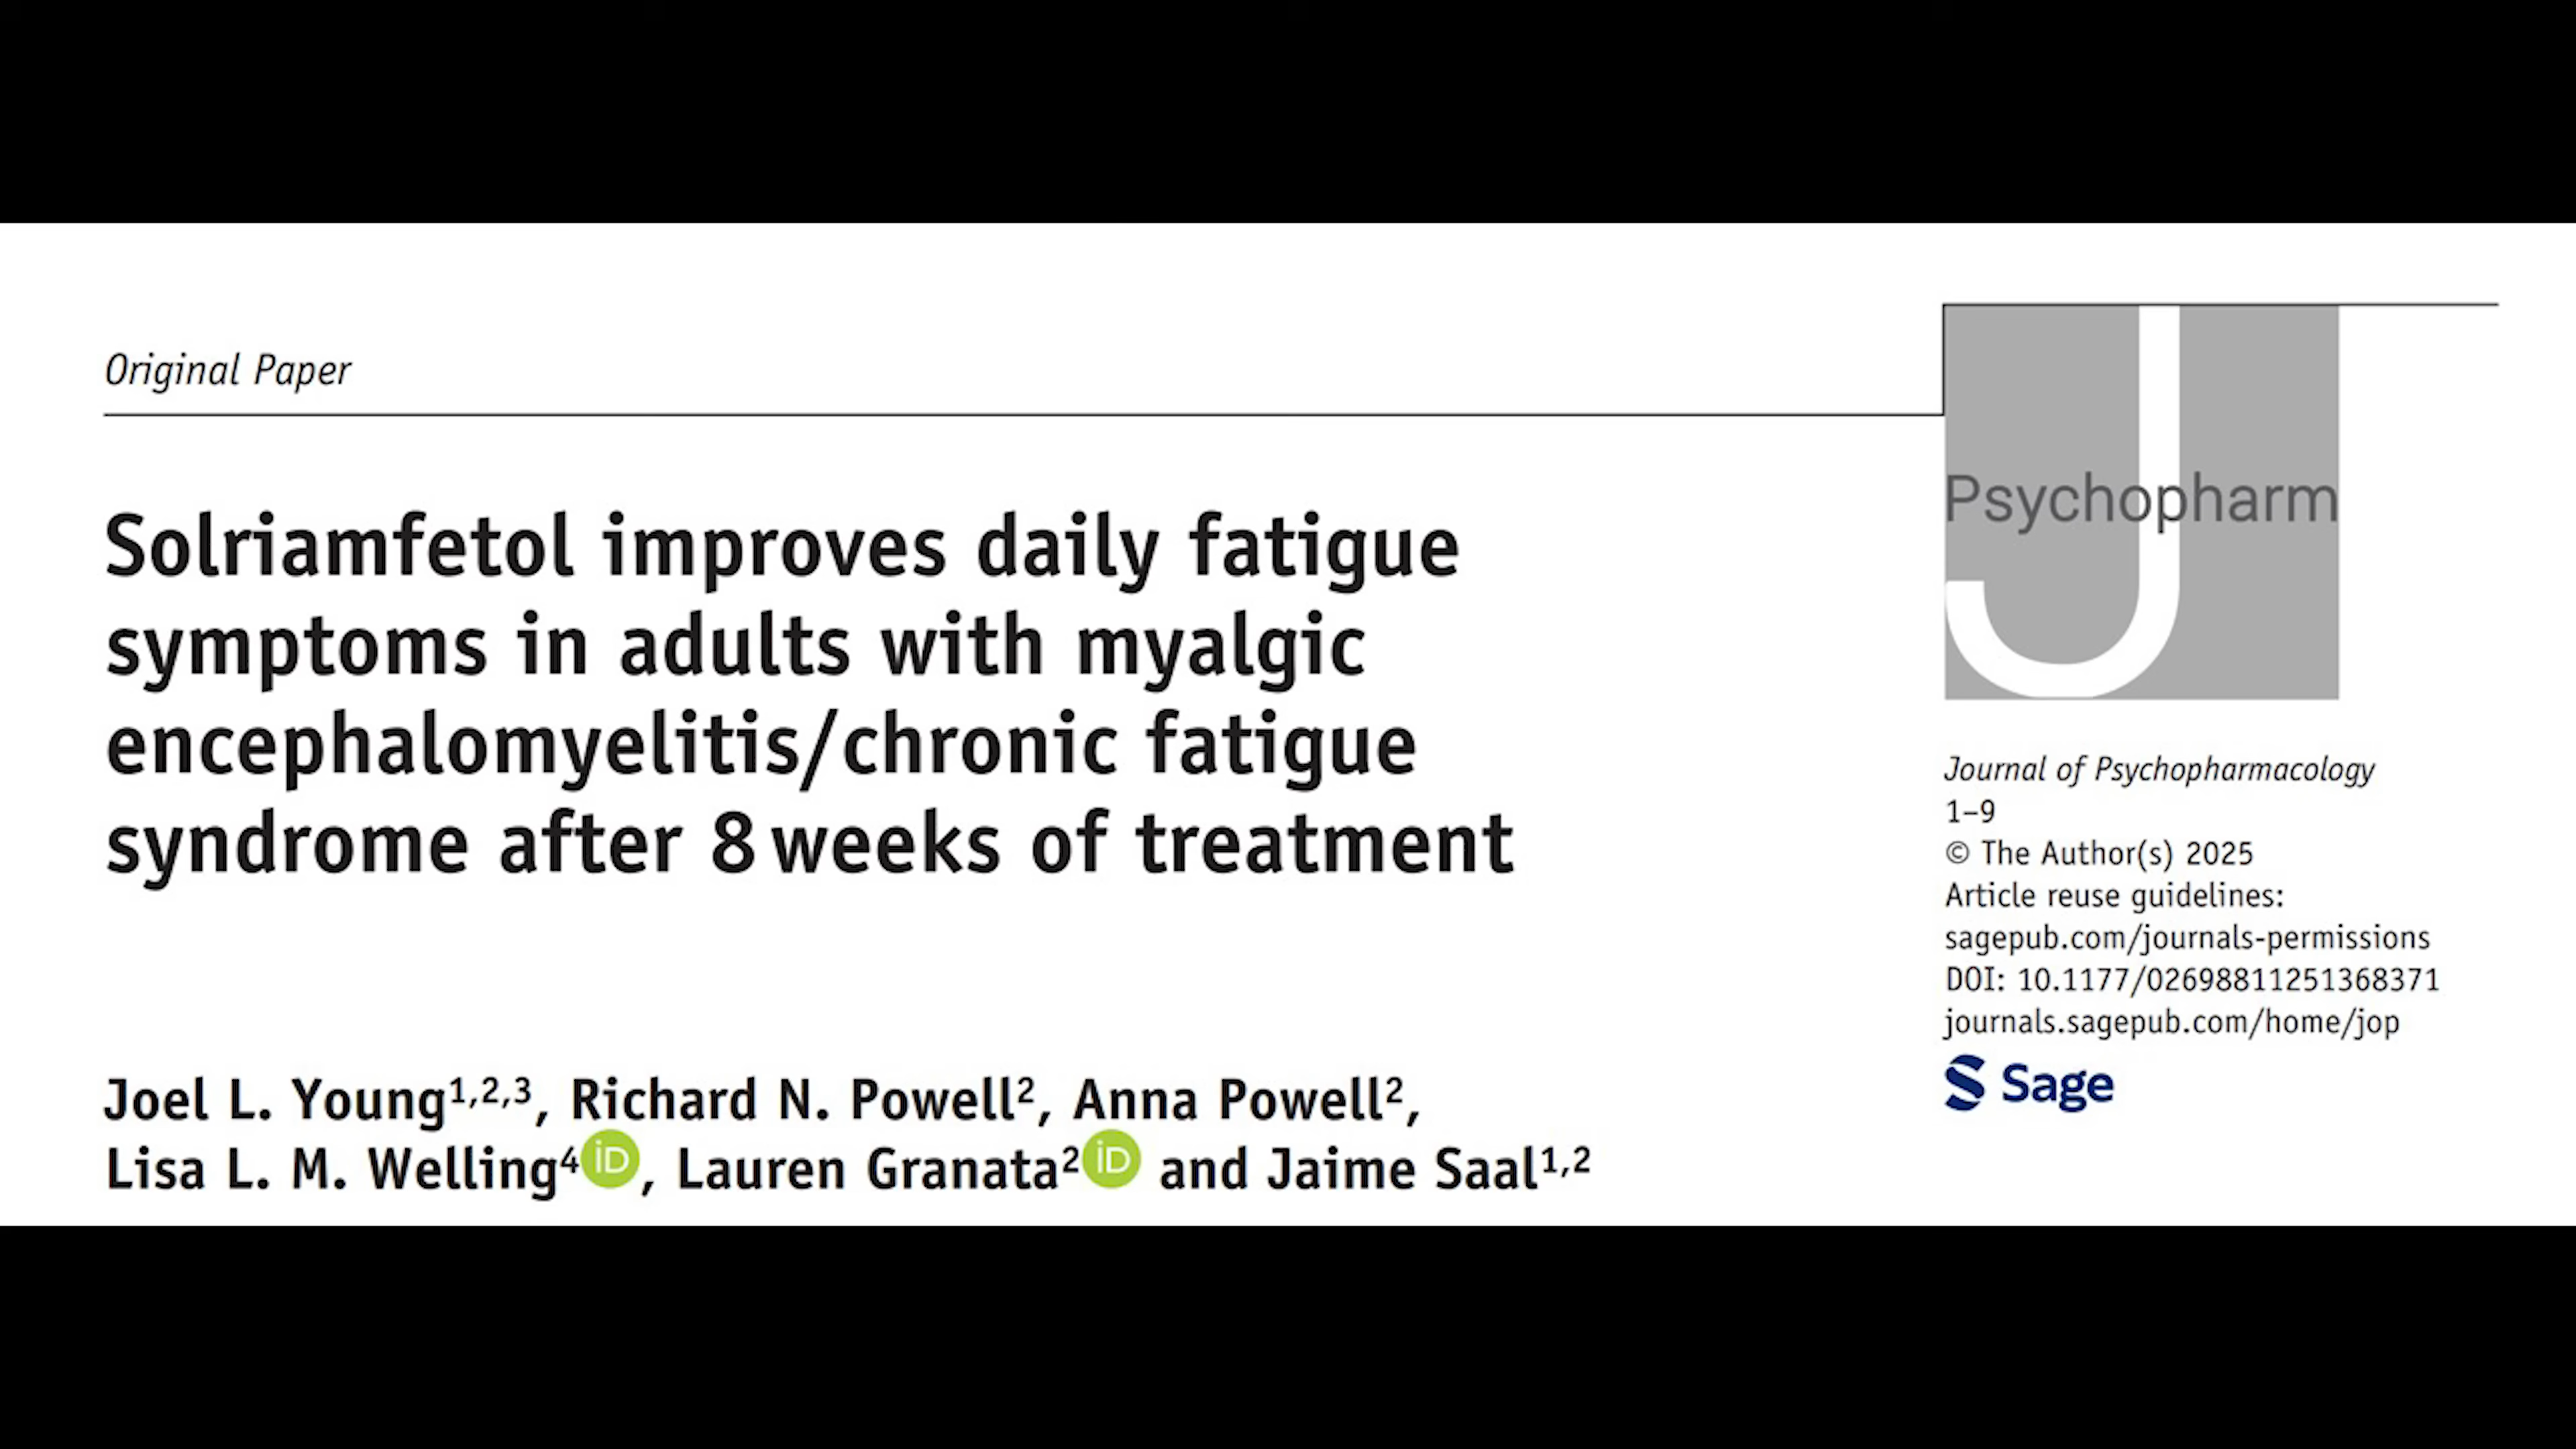 Original Paper
Solriamfetol improves daily fatigue
symptoms in adults with myalgic
encephalomyelitis/chronic fatigue
syndrome after 8 weeks of treatment
Joel L. Young1,2,3, Richard N. Powell2, Anna Powell2,
Lisa L. M. Welling4 iD, Lauren Granata2 iD and Jaime Saal1,2
J
Psychopharm
Journal of Psychopharmacology
1–9
© The Author(s) 2025
Article reuse guidelines:
sagepub.com/journals-permissions
DOI: 10.1177/02698811251368371
journals.sagepub.com/home/jop
Sage